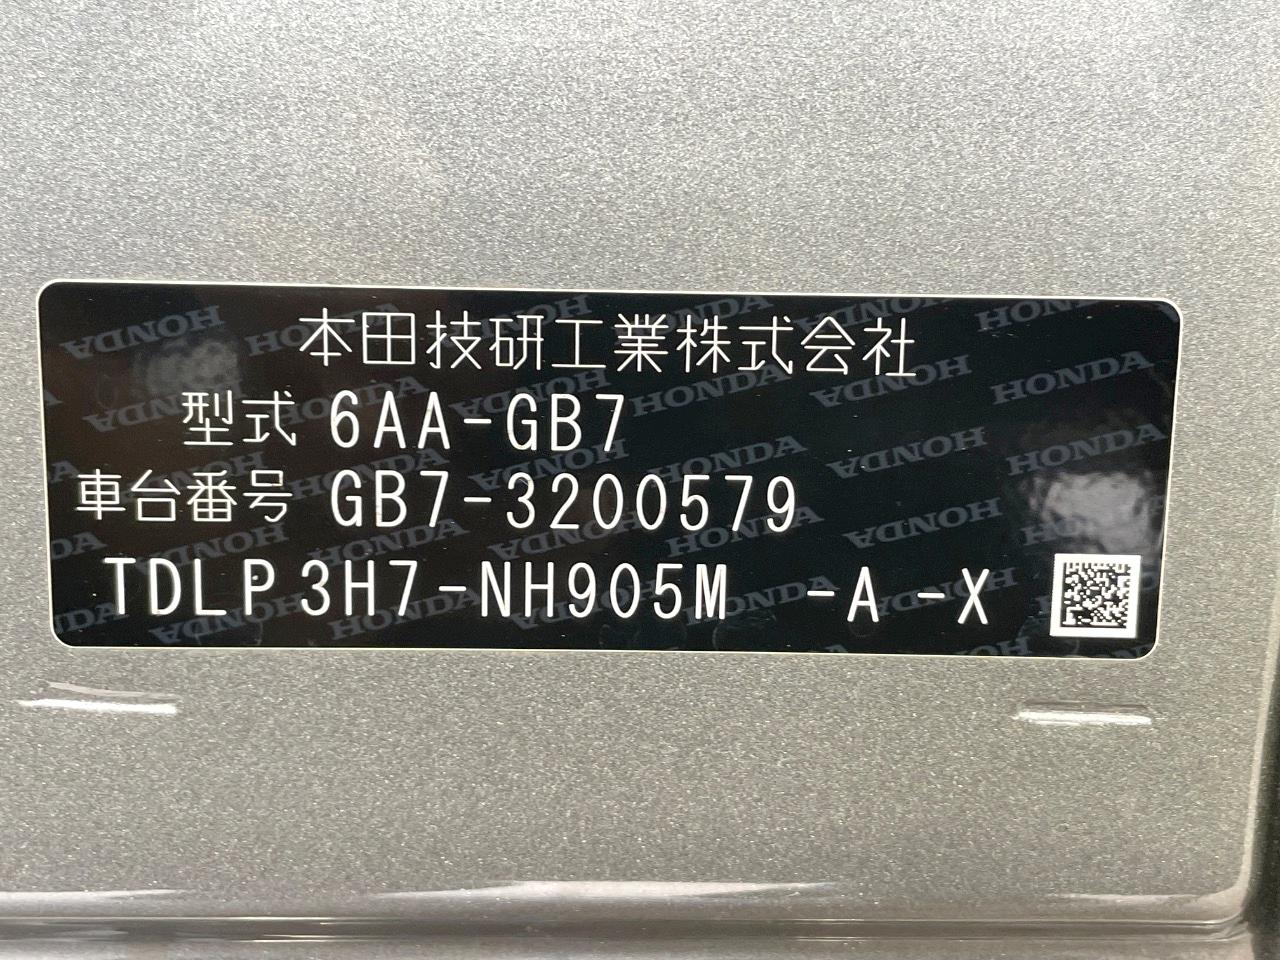 本田技研工業株式会社
型式 6AA-GB7
車台番号 GB7-3200579
TDLP3H7-NH905M -A -X